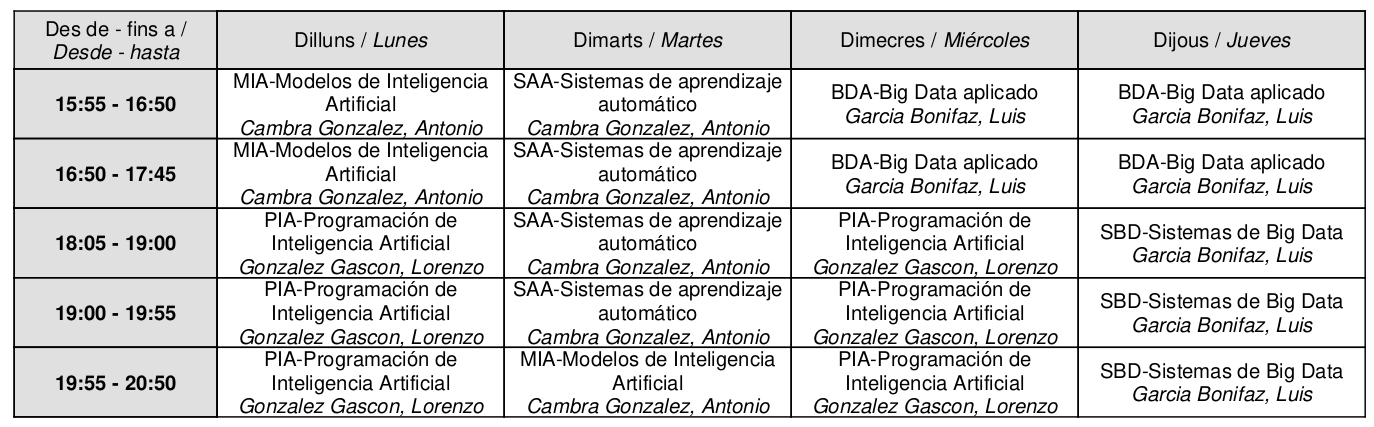 Des de - fins a /
Desde - hasta
Dilluns / Lunes
Dimarts / Martes
Dimecres / Miércoles
Dijous / Jueves
15:55 - 16:50
MIA-Modelos de Inteligencia
Artificial
Cambra Gonzalez, Antonio
SAA-Sistemas de aprendizaje
automático
Cambra Gonzalez, Antonio
BDA-Big Data aplicado
Garcia Bonifaz, Luis
BDA-Big Data aplicado
Garcia Bonifaz, Luis
16:50 - 17:45
MIA-Modelos de Inteligencia
Artificial
Cambra Gonzalez, Antonio
SAA-Sistemas de aprendizaje
automático
Cambra Gonzalez, Antonio
BDA-Big Data aplicado
Garcia Bonifaz, Luis
BDA-Big Data aplicado
Garcia Bonifaz, Luis
18:05 - 19:00
PIA-Programación de
Inteligencia Artificial
Gonzalez Gascon, Lorenzo
SAA-Sistemas de aprendizaje
automático
Cambra Gonzalez, Antonio
PIA-Programación de
Inteligencia Artificial
Gonzalez Gascon, Lorenzo
SBD-Sistemas de Big Data
Garcia Bonifaz, Luis
19:00 - 19:55
PIA-Programación de
Inteligencia Artificial
Gonzalez Gascon, Lorenzo
SAA-Sistemas de aprendizaje
automático
Cambra Gonzalez, Antonio
PIA-Programación de
Inteligencia Artificial
Gonzalez Gascon, Lorenzo
SBD-Sistemas de Big Data
Garcia Bonifaz, Luis
19:55 - 20:50
PIA-Programación de
Inteligencia Artificial
Gonzalez Gascon, Lorenzo
MIA-Modelos de Inteligencia
Artificial
Cambra Gonzalez, Antonio
PIA-Programación de
Inteligencia Artificial
Gonzalez Gascon, Lorenzo
SBD-Sistemas de Big Data
Garcia Bonifaz, Luis